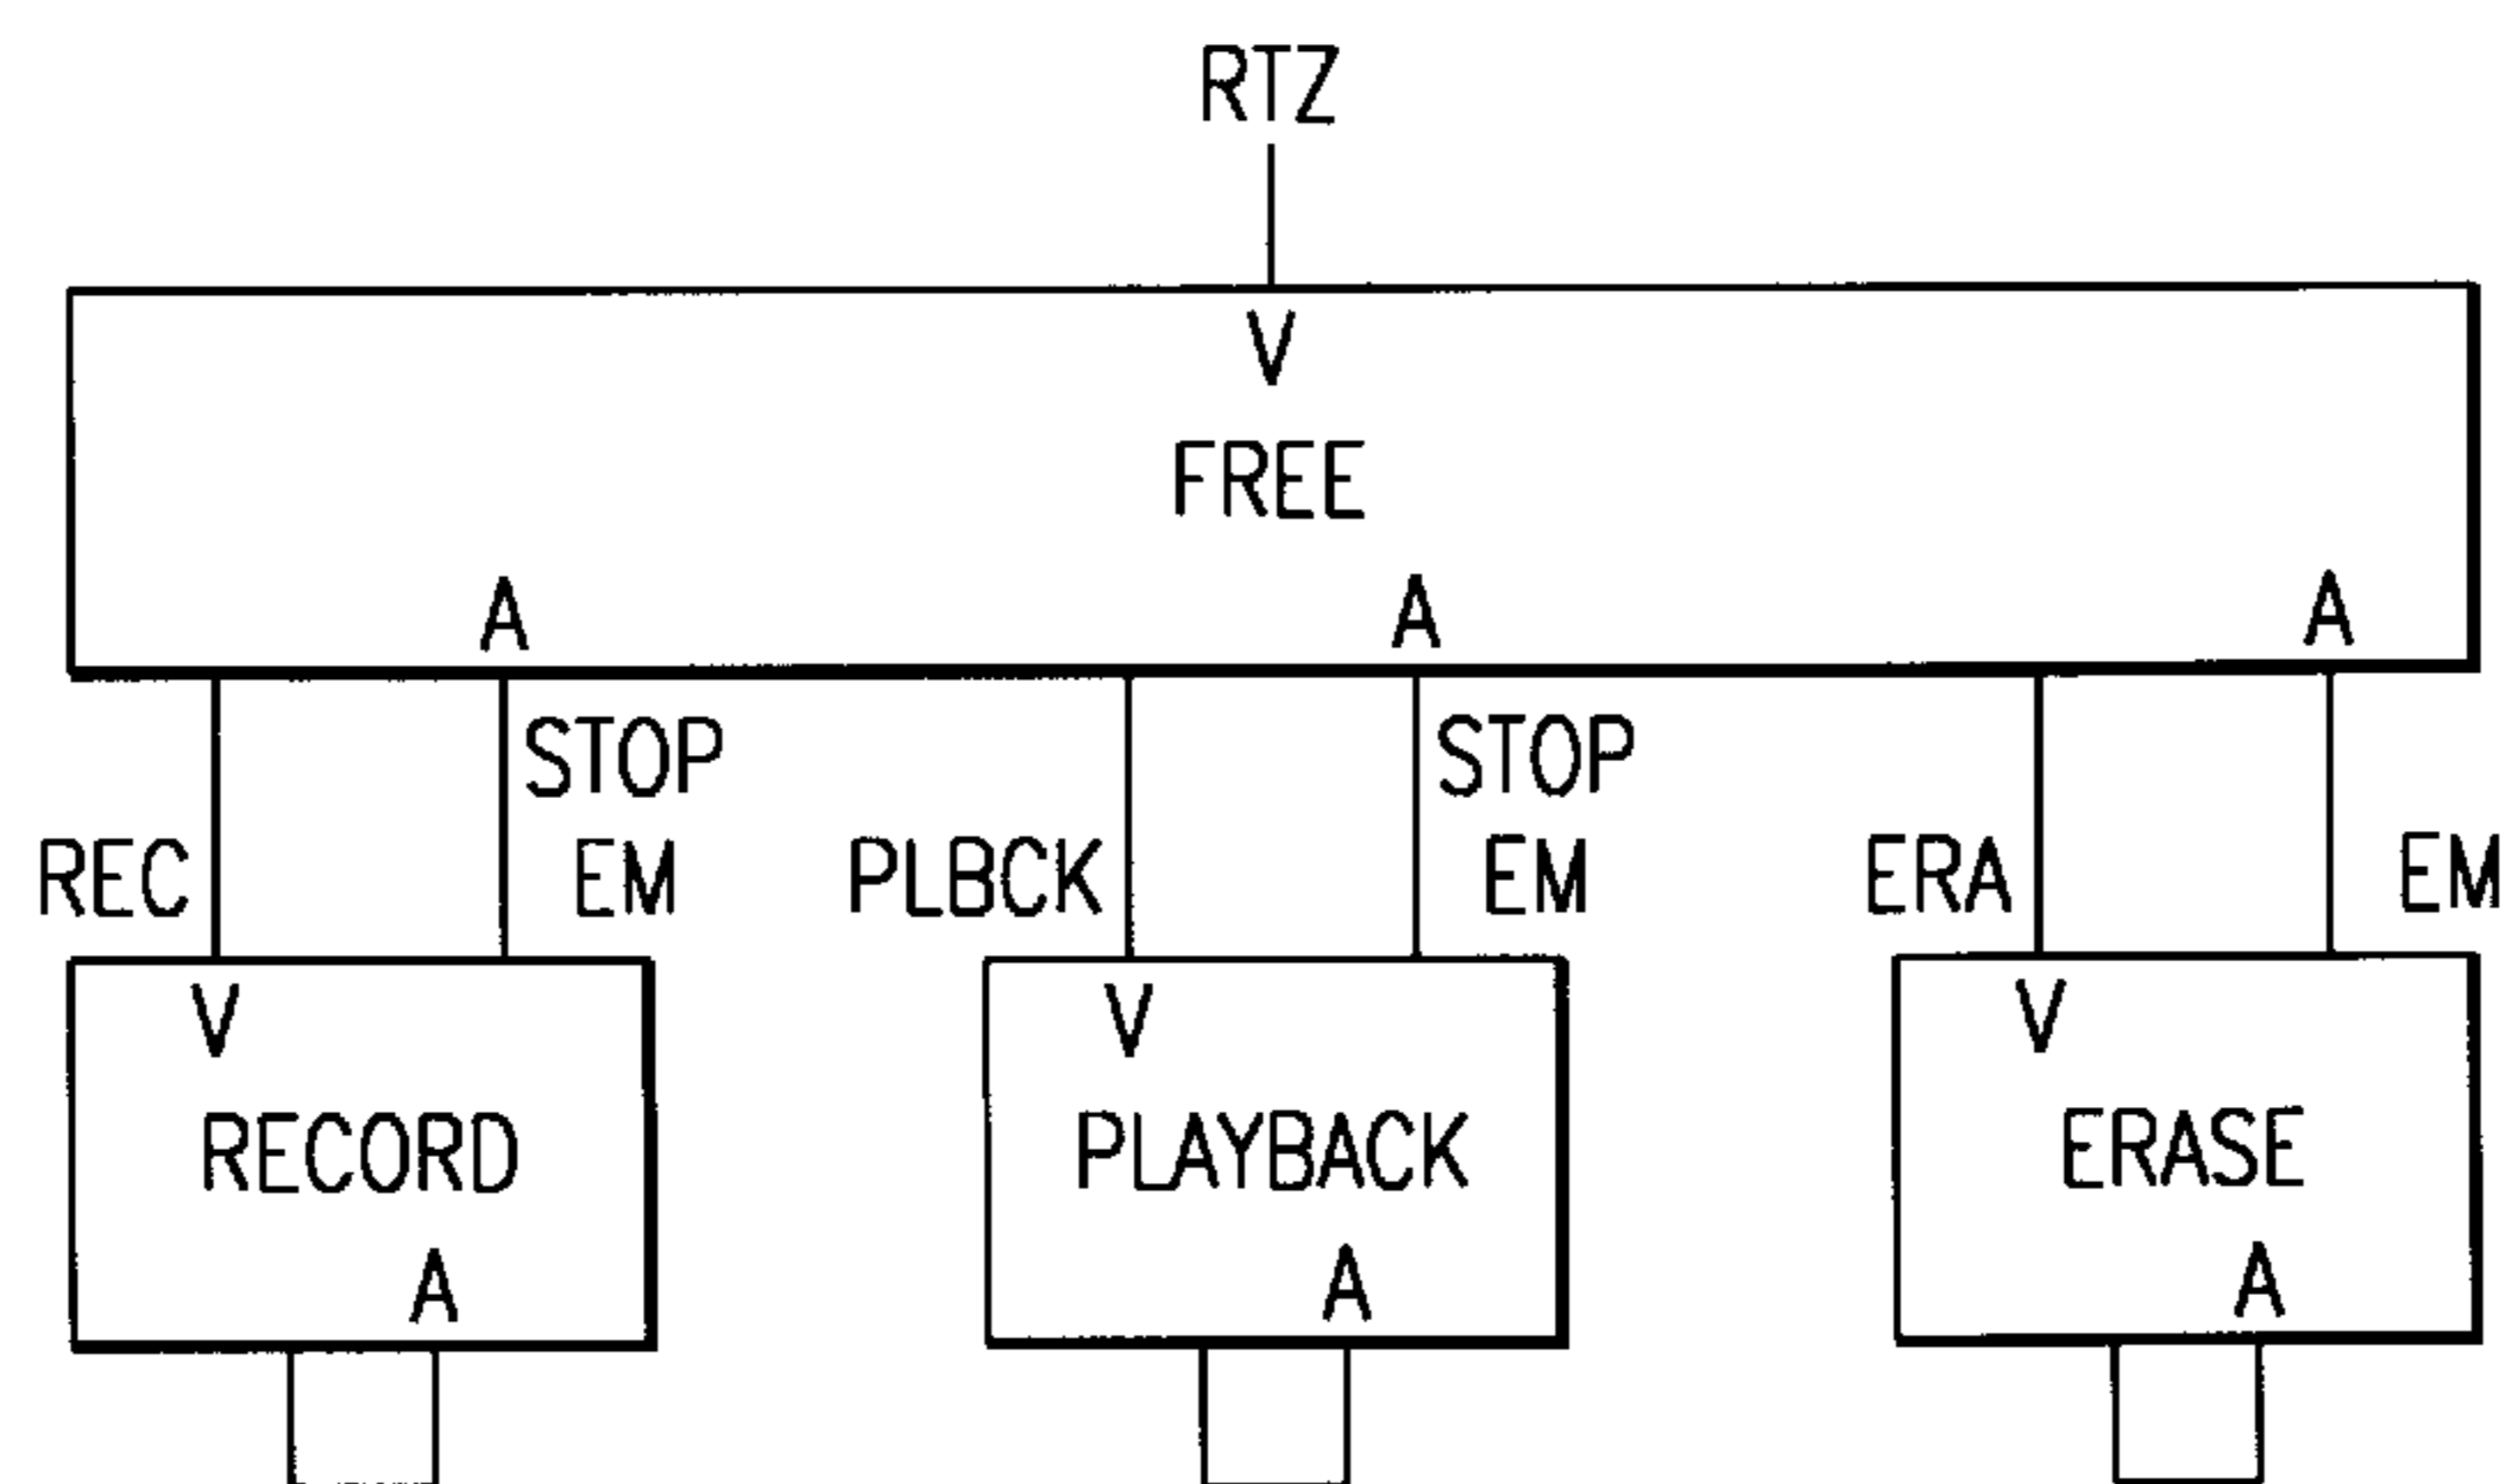 RTZ
V
FREE
A A A
STOP STOP
REC EM PLBCK EM ERA EM
V V V
RECORD PLAYBACK ERASE
A A A